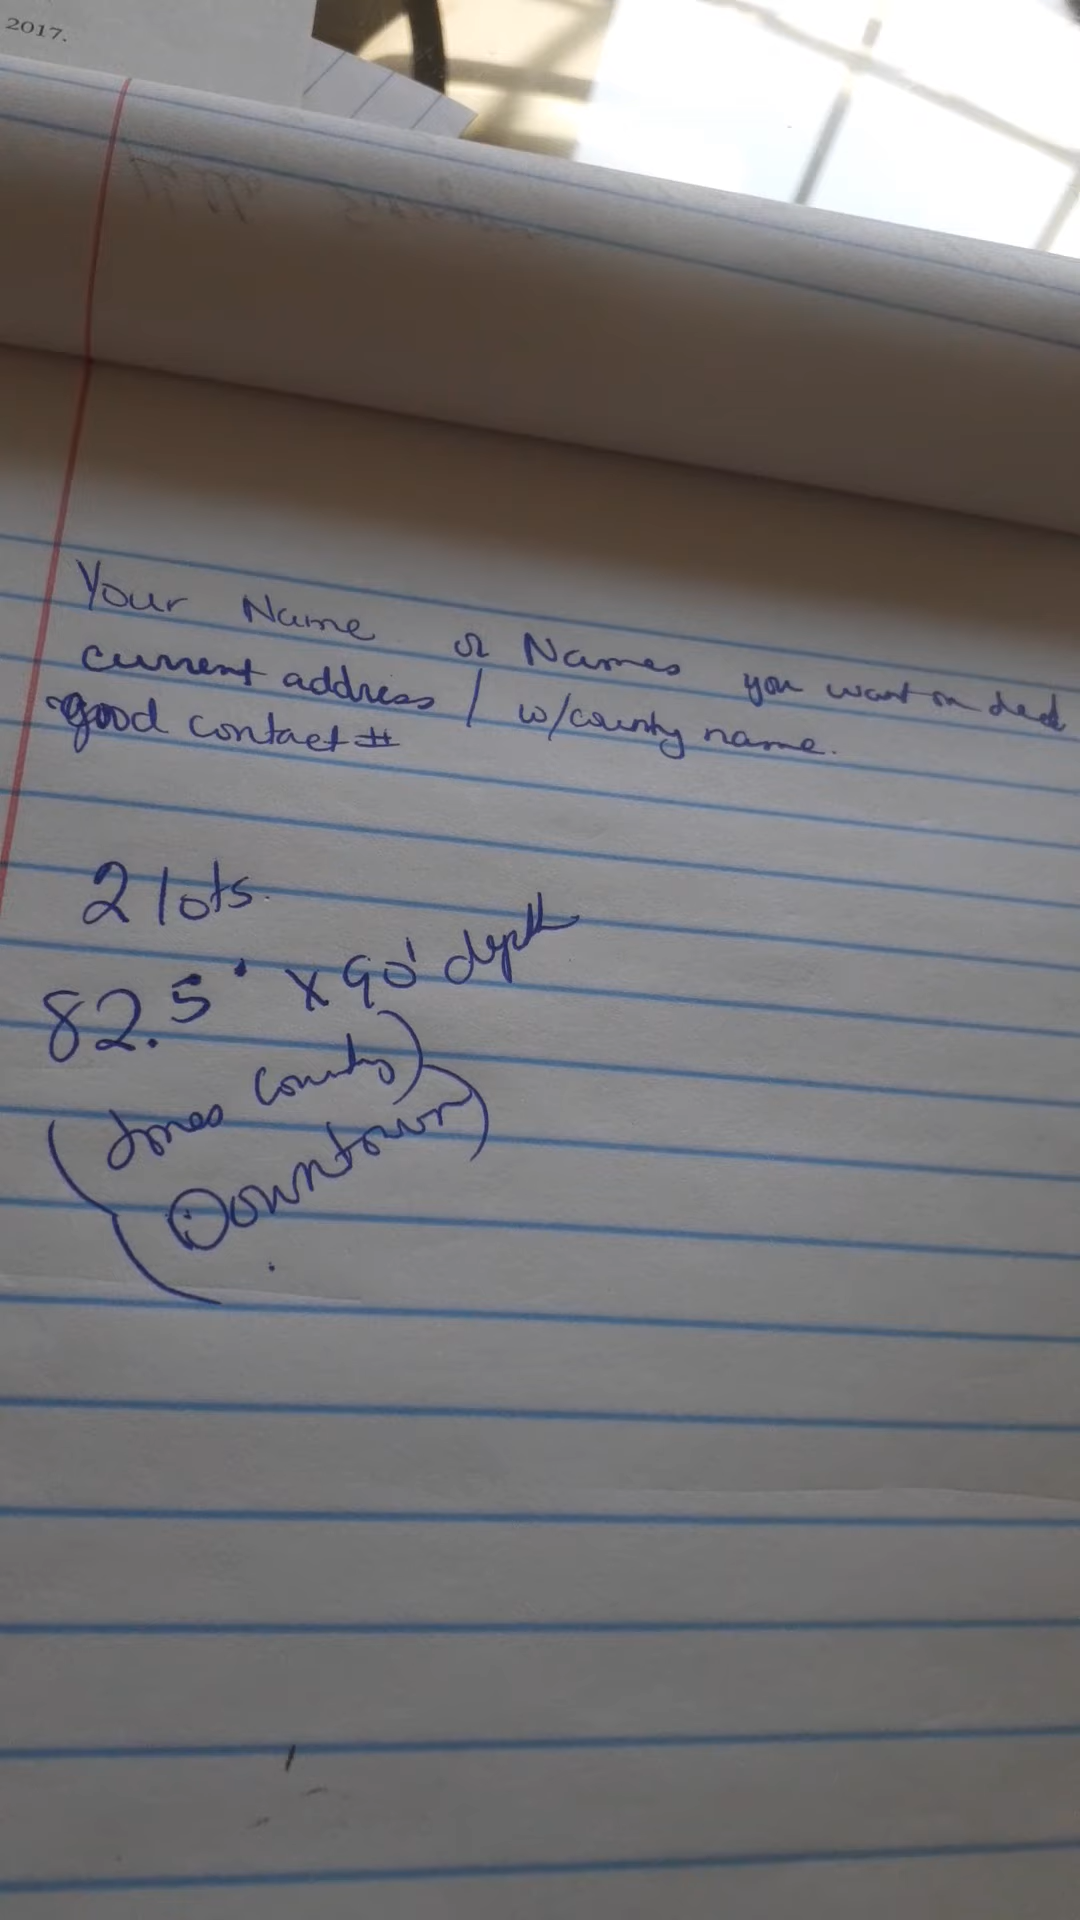 2017.
Your Name or Names you want on deed
current address / w/county name.
good contact #
2 lots.
82.5' x 90' depth
(Jones County)
(Downtown)